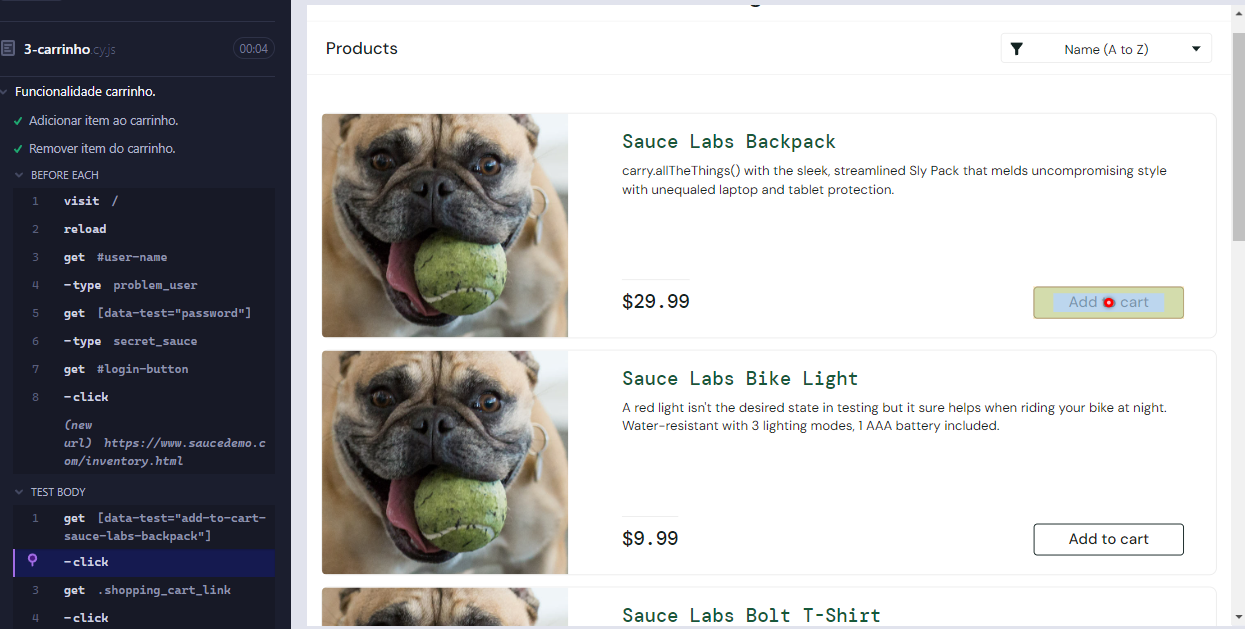 3-carrinho.cy.js
00:04
Funcionalidade carrinho.
Adicionar item ao carrinho.
Remover item do carrinho.
BEFORE EACH
1 visit /
2 reload
3 get #user-name
4 -type problem_user
5 get [data-test="password"]
6 -type secret_sauce
7 get #login-button
8 -click
(new
url) https://www.saucedemo.c
om/inventory.html
TEST BODY
1 get [data-test="add-to-cart-
sauce-labs-backpack"]
-click
3 get .shopping_cart_link
4 -click
Products
Name (A to Z)
Sauce Labs Backpack
carry.allTheThings() with the sleek, streamlined Sly Pack that melds uncompromising style
with unequaled laptop and tablet protection.
$29.99
Add to cart
Sauce Labs Bike Light
A red light isn't the desired state in testing but it sure helps when riding your bike at night.
Water-resistant with 3 lighting modes, 1 AAA battery included.
$9.99
Add to cart
Sauce Labs Bolt T-Shirt